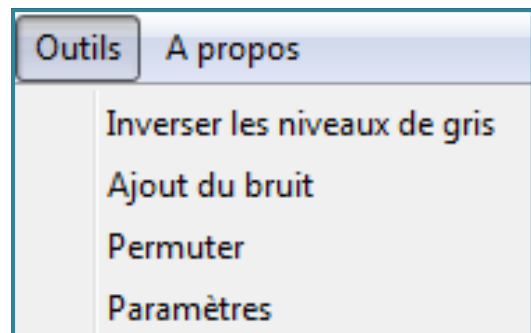 Outils A propos
Inverser les niveaux de gris
Ajout du bruit
Permuter
Paramètres